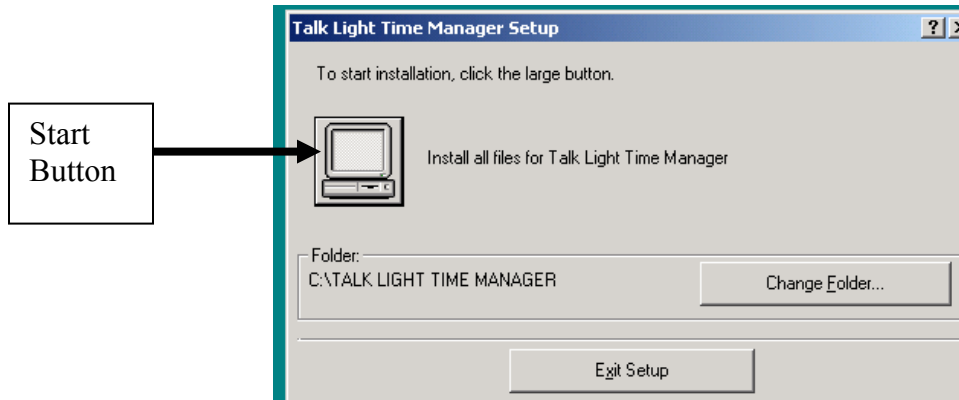 Talk Light Time Manager Setup
To start installation, click the large button.
Start
Button
Install all files for Talk Light Time Manager
Folder:
C:\TALK LIGHT TIME MANAGER
Change Folder...
Exit Setup